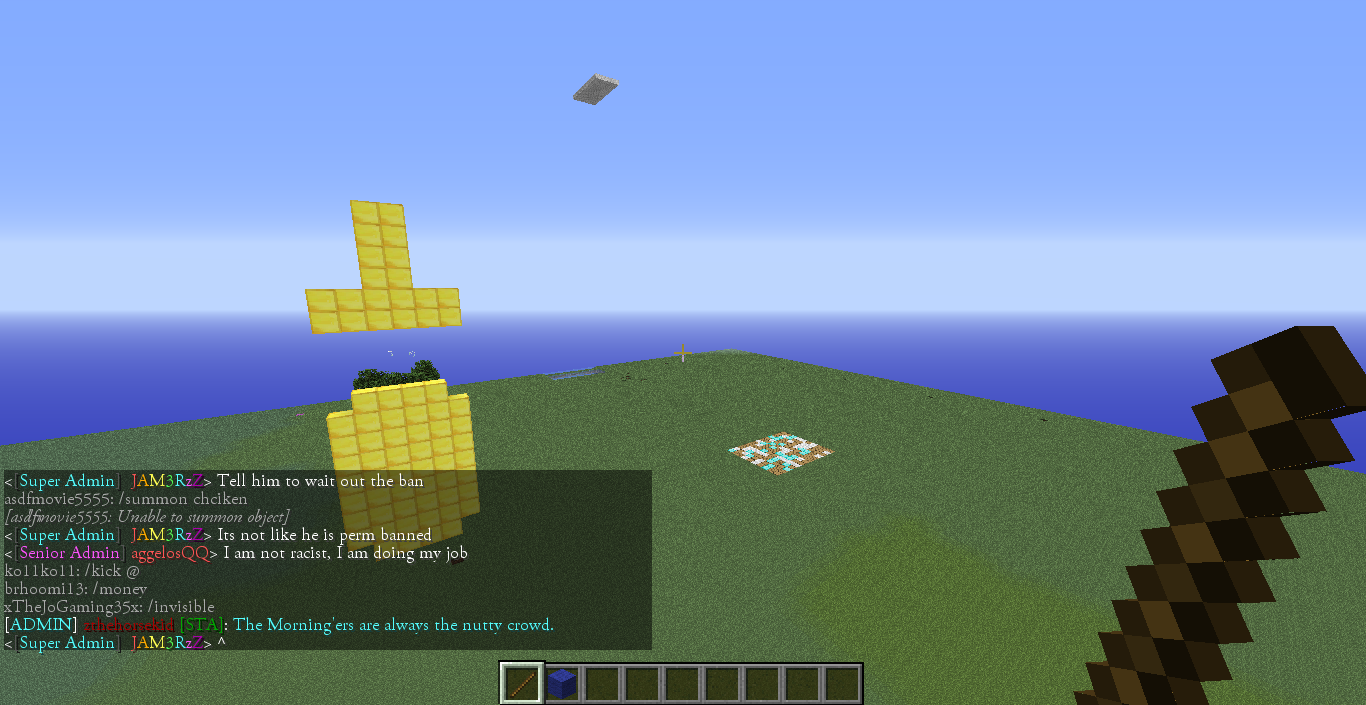 <[Super Admin] JAM3RzZ> Tell him to wait out the ban
asdfmovie5555: /summon chciken
[asdfmovie5555: Unable to summon object]
<[Super Admin] JAM3RzZ> Its not like he is perm banned
<[Senior Admin] aggelosQQ> I am not racist, I am doing my job
ko11ko11: /kick @
brhoomi13: /money
xTheJoGaming35x: /invisible
[ADMIN] zthehorsekid [STA]: The Morning'ers are always the nutty crowd.
<[Super Admin] JAM3RzZ> ^